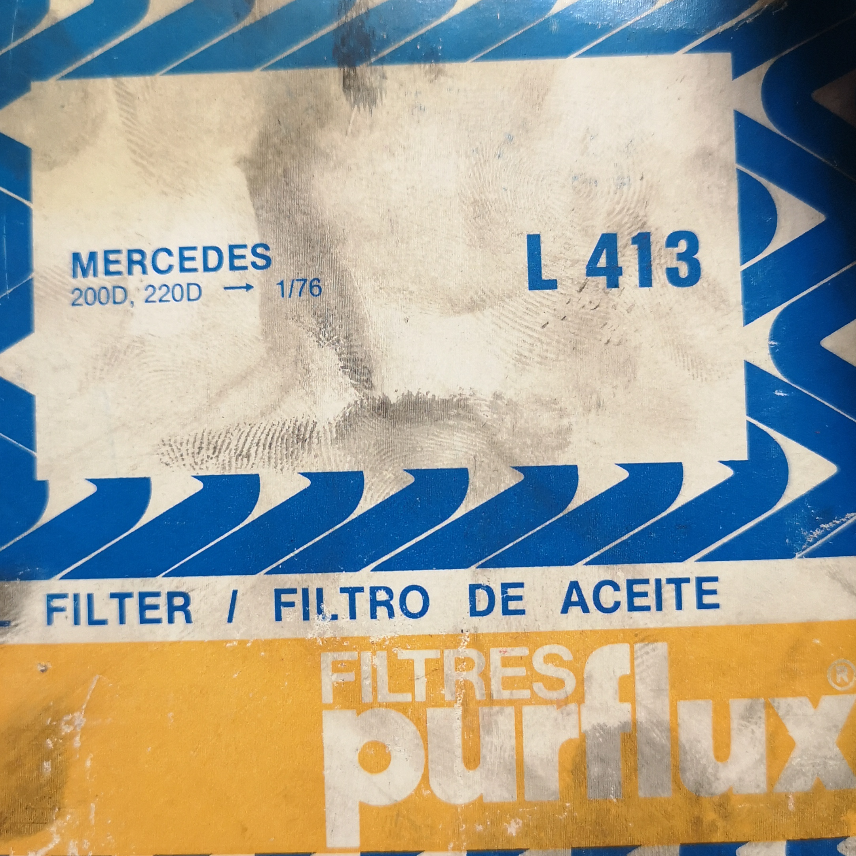 MERCEDES
200D, 220D → 1/76
L 413
FILTER / FILTRO DE ACEITE
FILTRES
purflux®